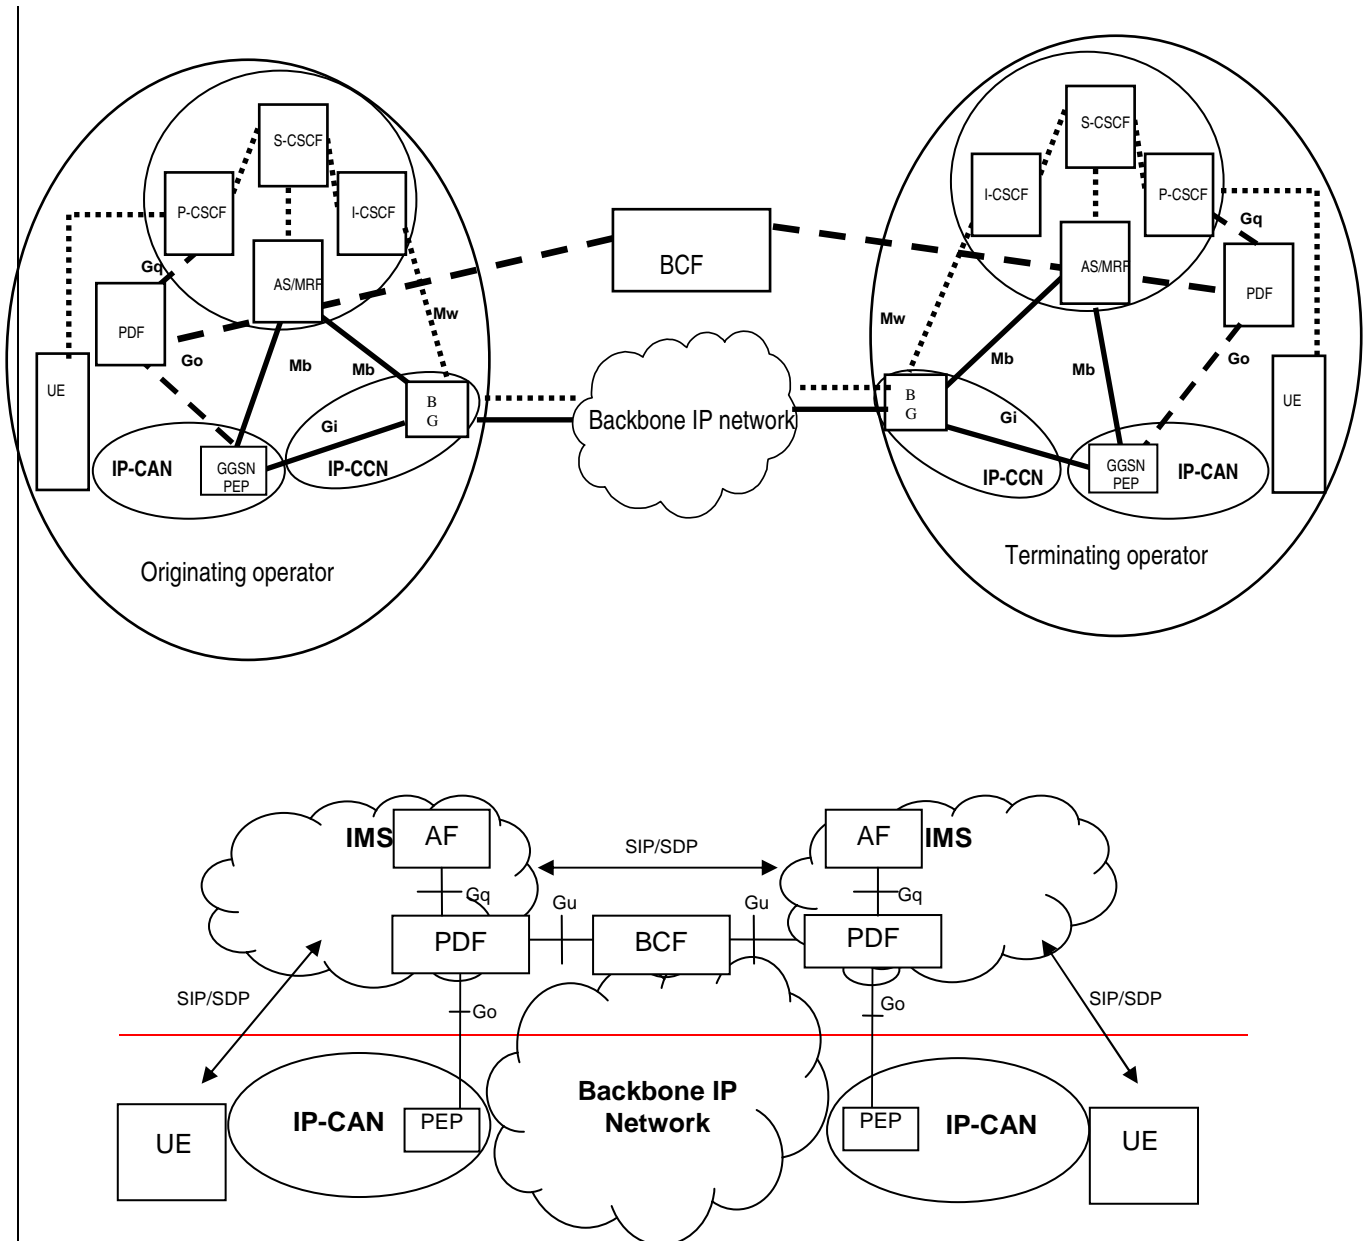 S-CSCF
P-CSCF
I-CSCF
Gq
AS/MRF
PDF
Go
UE
Mb
Mb
Mw
B
G
Gi
IP-CAN
GGSN
PEP
IP-CCN
Originating operator
BCF
Backbone IP network
S-CSCF
I-CSCF
P-CSCF
Gq
AS/MRF
PDF
Mw
Mb
Mb
Go
UE
B
G
Gi
IP-CCN
GGSN
PEP
IP-CAN
Terminating operator
IMS
AF
SIP/SDP
AF
IMS
Gq
Gu
Gu
Gq
PDF
BCF
PDF
SIP/SDP
Go
Go
SIP/SDP
UE
IP-CAN
PEP
Backbone IP
Network
PEP
IP-CAN
UE